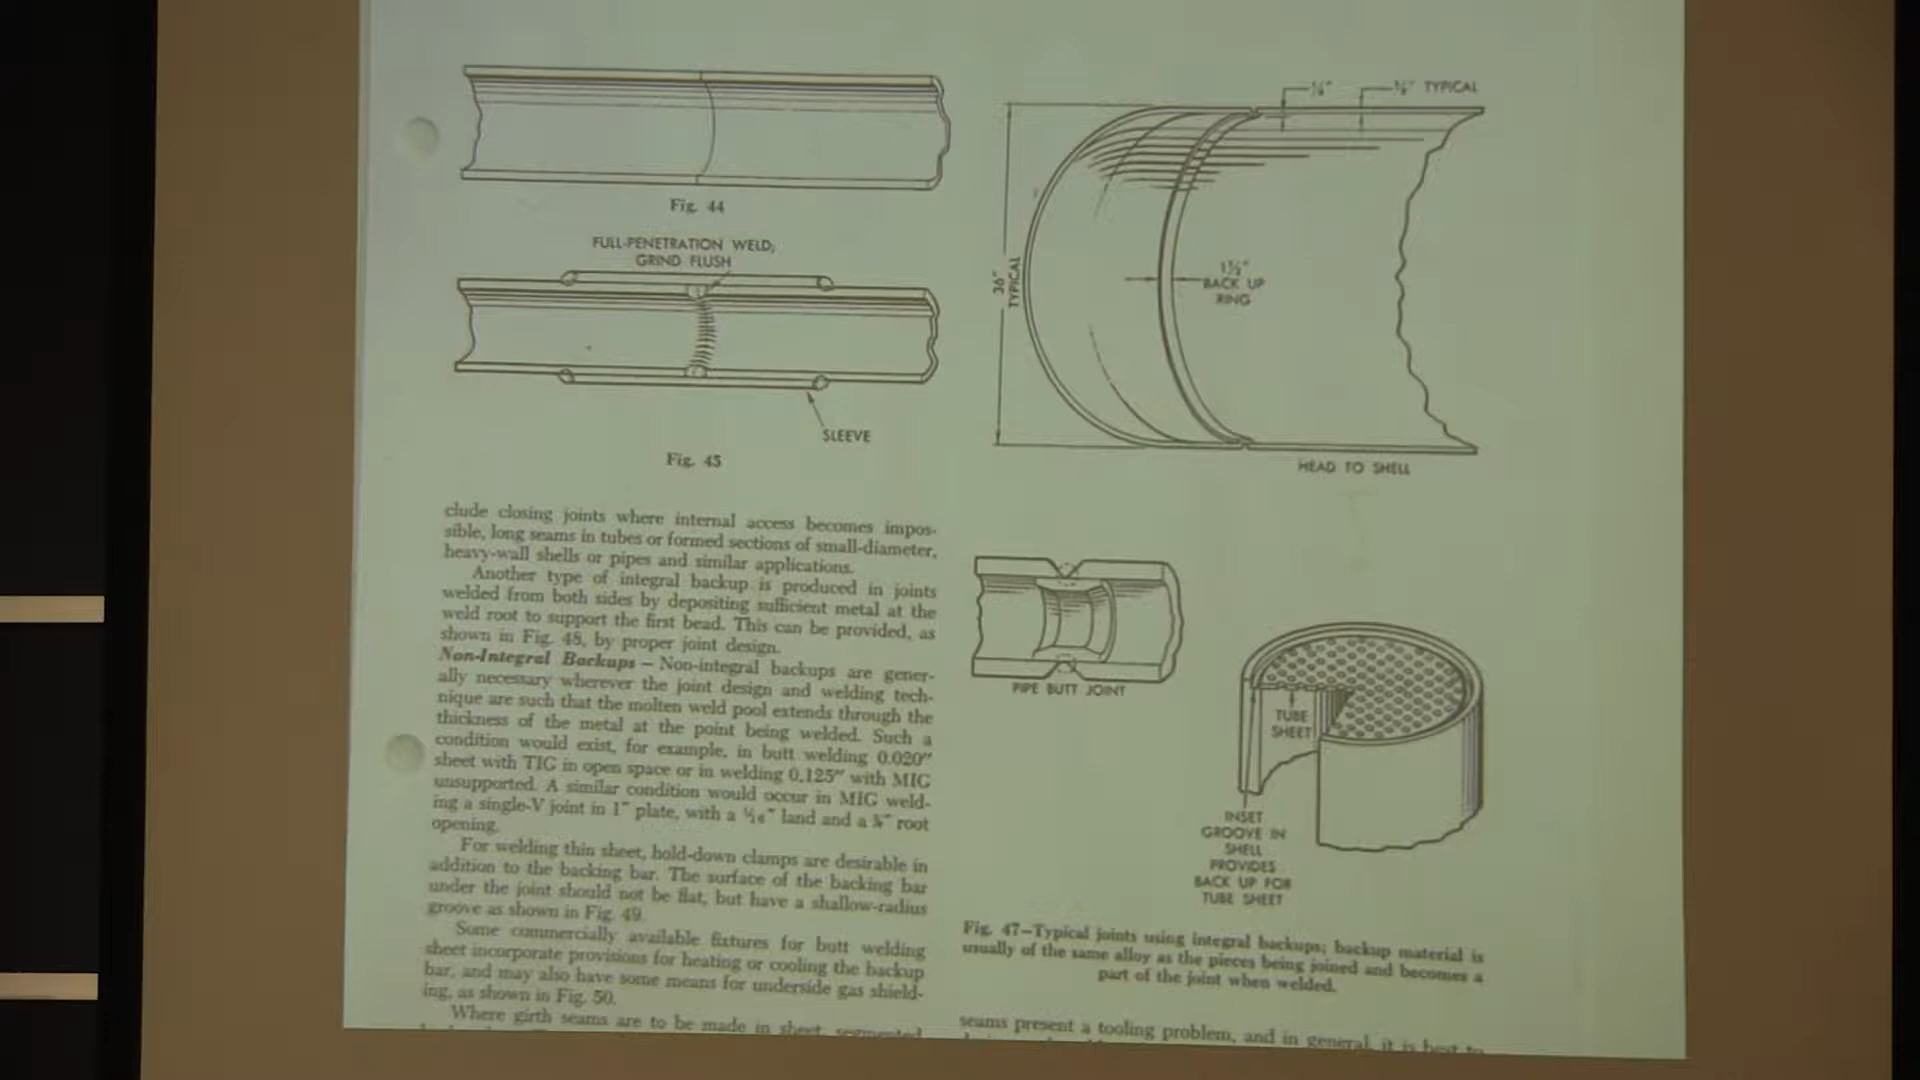 Fig. 44
FULL-PENETRATION WELD;
GRIND FLUSH
SLEEVE
Fig. 45
clude closing joints where internal access becomes impos-
sible, long seams in tubes or formed sections of small-diameter,
heavy-wall shells or pipes and similar applications.
Another type of integral backup is produced in joints
welded from both sides by depositing sufficient metal at the
weld root to support the first bead. This can be provided, as
shown in Fig. 48, by proper joint design.
Non-Integral Backups – Non-integral backups are gener-
ally necessary wherever the joint design and welding tech-
nique are such that the molten weld pool extends through the
thickness of the metal at the point being welded. Such a
condition would exist, for example, in butt welding 0.020"
sheet with TIG in open space or in welding 0.125" with MIG
unsupported. A similar condition would occur in MIG weld-
ing a single-V joint in 1" plate, with a land and a root
opening.
For welding thin sheet, hold-down clamps are desirable in
addition to the backing bar. The surface of the backing bar
under the joint should not be flat, but have a shallow-radius
groove as shown in Fig. 49.
Some commercially available fixtures for butt welding
sheet incorporate provisions for heating or cooling the backup
bar, and may also have some means for underside gas shield-
ing, as shown in Fig. 50.
Where girth seams are to be made in sheet, segmented
TYPICAL
36"
TYPICAL
BACK UP
RING
HEAD TO SHELL
PIPE BUTT JOINT
TUBE
SHEET
INSET
GROOVE IN
SHELL
PROVIDES
BACK UP FOR
TUBE SHEET
Fig. 47–Typical joints using integral backups; backup material is
usually of the same alloy as the pieces being joined and becomes a
part of the joint when welded.
seams present a tooling problem, and in general, it is best to